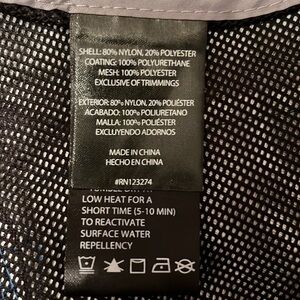 SHELL: 80% NYLON, 20% POLYESTER
COATING: 100% POLYURETHANE
MESH: 100% POLYESTER
EXCLUSIVE OF TRIMMINGS
EXTERIOR: 80% NYLON, 20% POLIÉSTER
ACABADO: 100% POLIURETANO
MALLA: 100% POLIÉSTER
EXCLUYENDO ADORNOS
MADE IN CHINA
HECHO EN CHINA
#RN123274
LOW HEAT FOR A
SHORT TIME (5-10 MIN)
TO REACTIVATE
SURFACE WATER
REPELLENCY